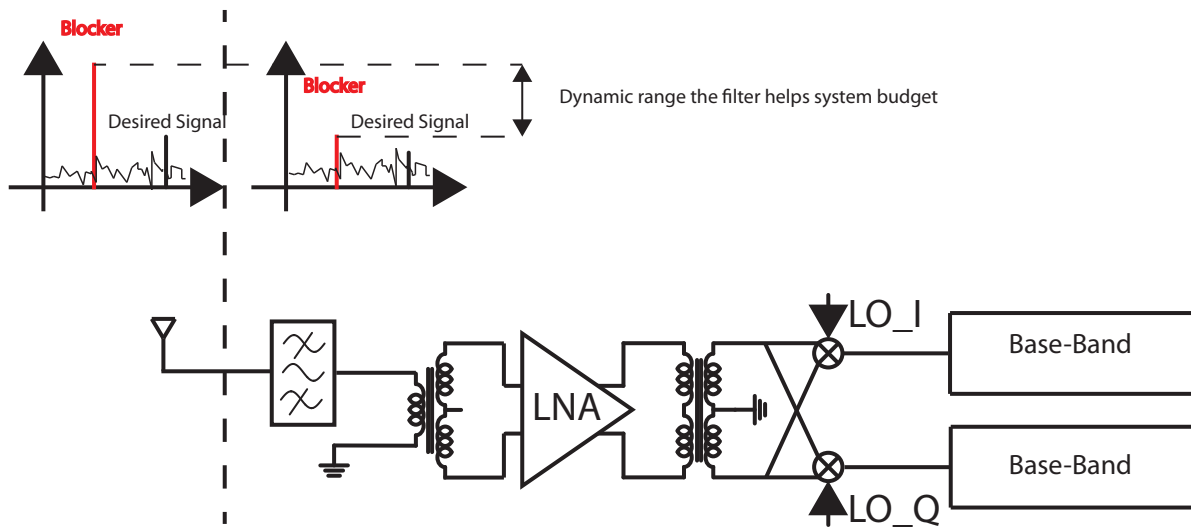 Blocker
Desired Signal
Blocker
Desired Signal
Dynamic range the filter helps system budget
LNA
LO_I
Base-Band
LO_Q
Base-Band